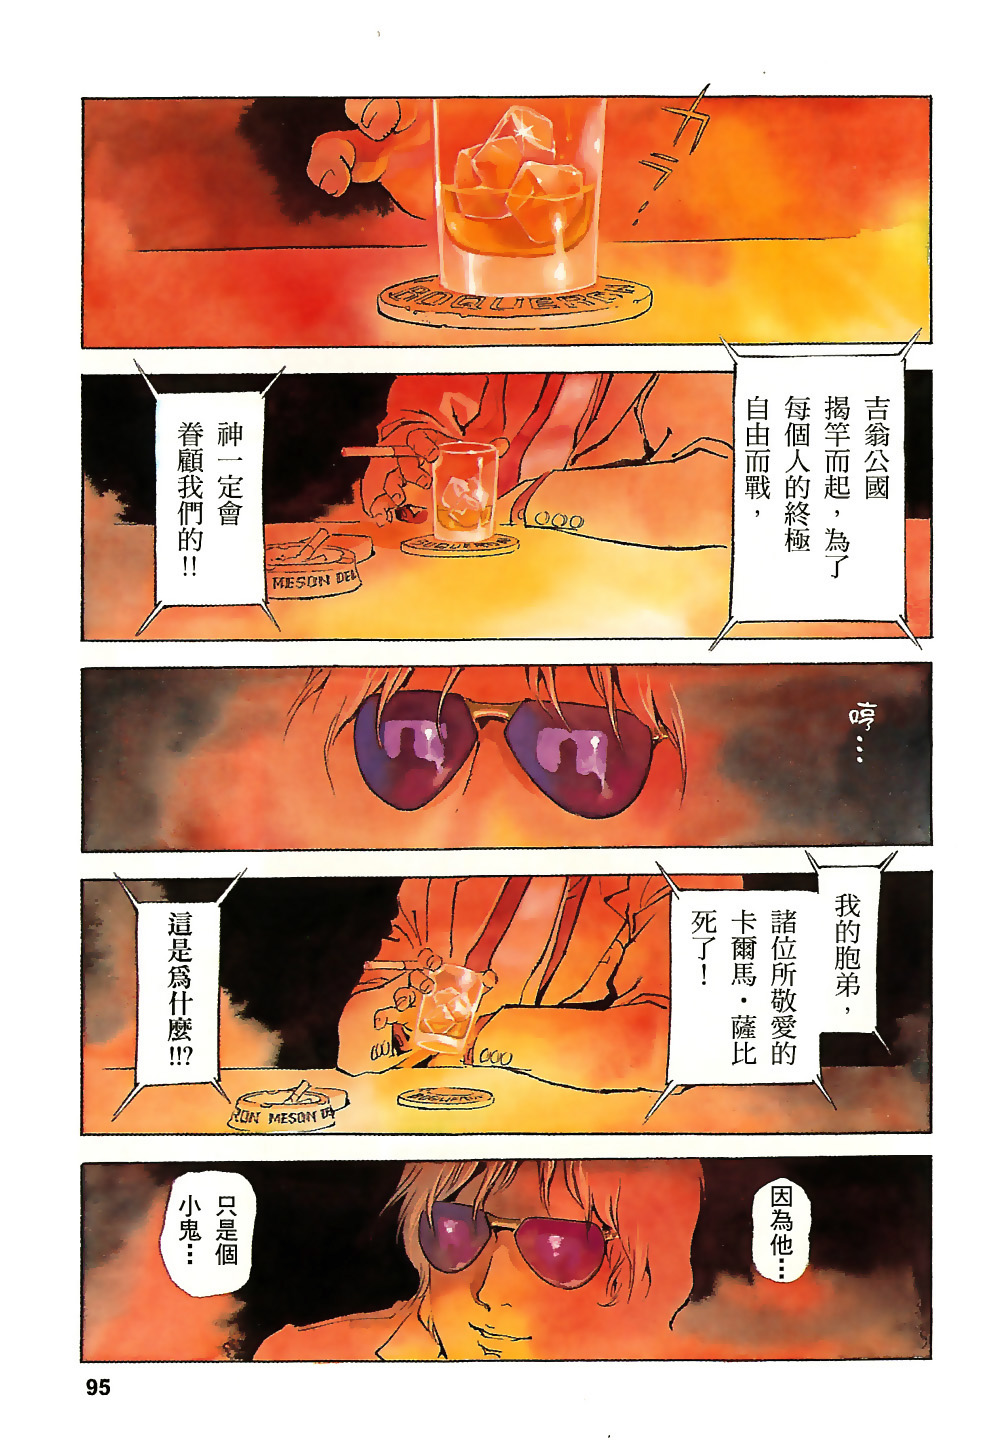 カラ…
ROQUERON
吉翁公國
揭竿而起，為了
每個人的終極
自由而戰，
神一定會
眷顧我們的!!
MESON DEL
哼…
我的胞弟，
諸位所敬愛的
卡爾馬・薩比
死了！
這是爲什麼!!?
RON MESON DE
因為他…
只是個
小鬼…
95